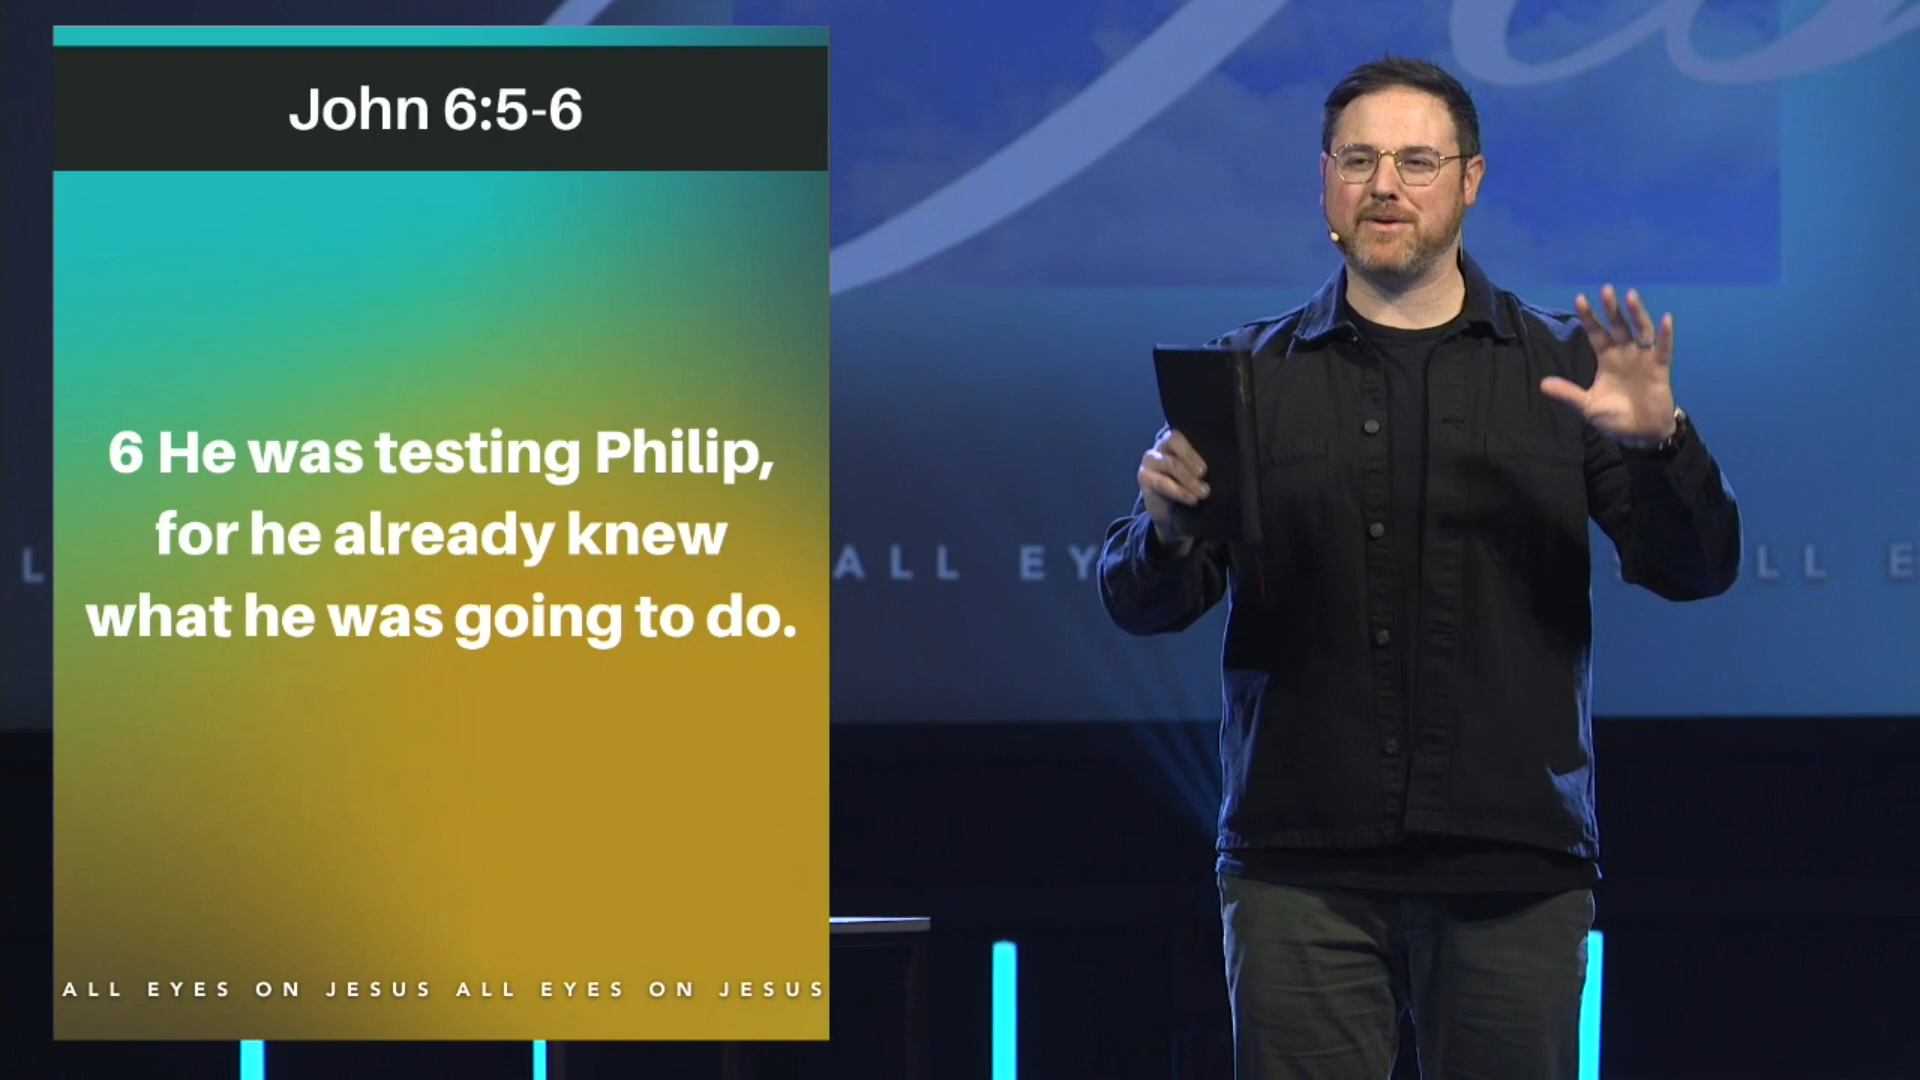 John 6:5-6
6 He was testing Philip,
for he already knew
what he was going to do.
ALL EYES ON JESUS ALL EYES ON JESUS
ALL